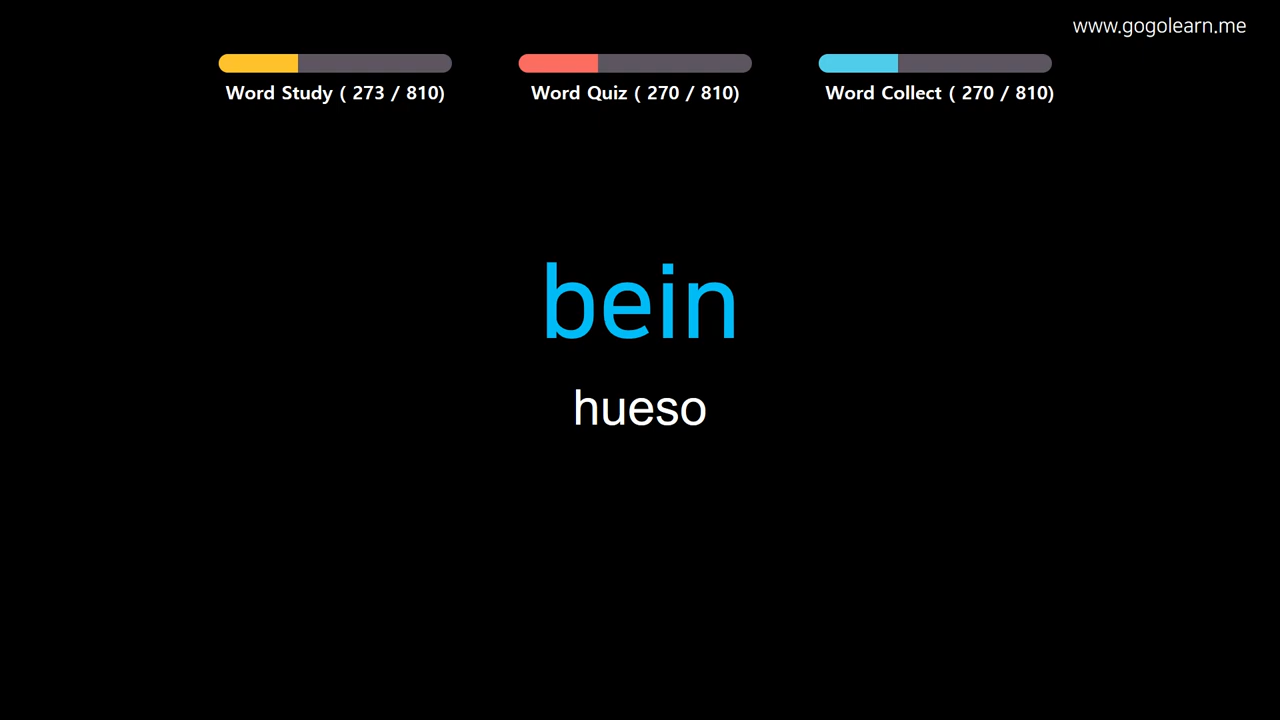 www.gogolearn.me
Word Study ( 273 / 810)
Word Quiz ( 270 / 810)
Word Collect ( 270 / 810)
bein
hueso